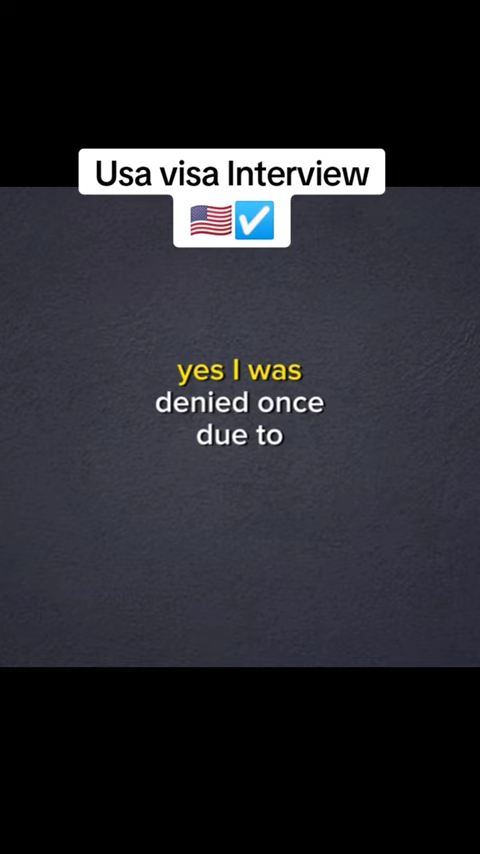 Usa visa Interview
🇺🇸☑️
yes I was
denied once
due to